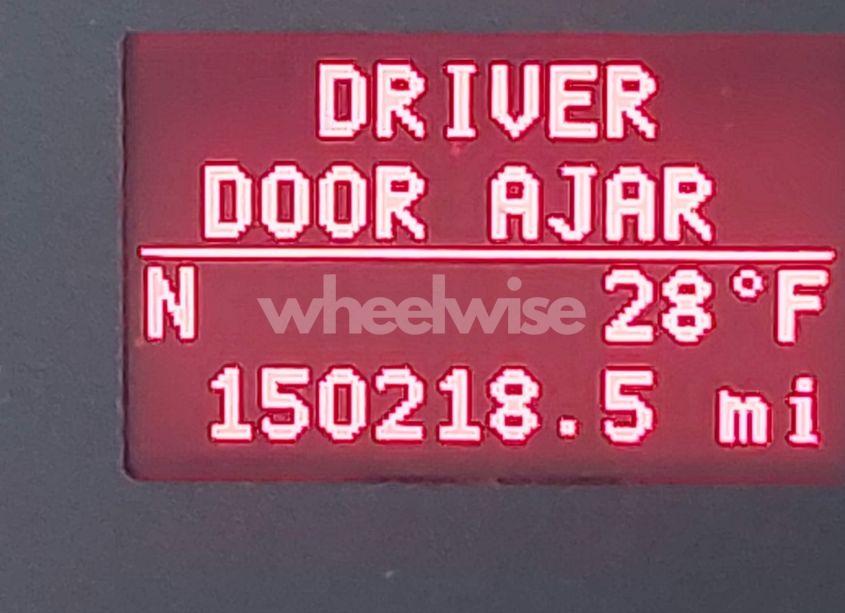 DRIVER
DOOR AJAR
N 28°F
wheelwise
150218.5 mi